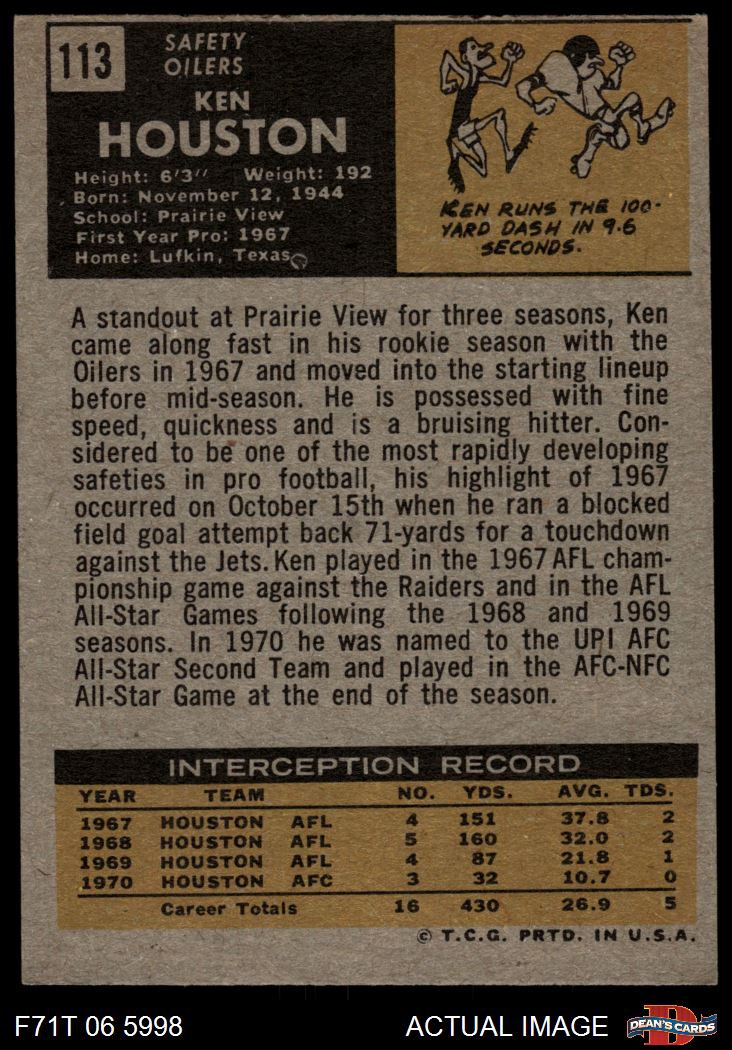 113
SAFETY
OILERS
KEN
HOUSTON
Height: 6'3" Weight: 192
Born: November 12, 1944
School: Prairie View
First Year Pro: 1967
Home: Lufkin, Texas
KEN RUNS THE 100-
YARD DASH IN 9.6
SECONDS.
A standout at Prairie View for three seasons, Ken
came along fast in his rookie season with the
Oilers in 1967 and moved into the starting lineup
before mid-season. He is possessed with fine
speed, quickness and is a bruising hitter. Con-
sidered to be one of the most rapidly developing
safeties in pro football, his highlight of 1967
occurred on October 15th when he ran a blocked
field goal attempt back 71-yards for a touchdown
against the Jets. Ken played in the 1967 AFL cham-
pionship game against the Raiders and in the AFL
All-Star Games following the 1968 and 1969
seasons. In 1970 he was named to the UPI AFC
All-Star Second Team and played in the AFC-NFC
All-Star Game at the end of the season.
INTERCEPTION RECORD
YEAR TEAM NO. YDS. AVG. TDS.
1967 HOUSTON AFL 4 151 37.8 2
1968 HOUSTON AFL 5 160 32.0 2
1969 HOUSTON AFL 4 87 21.8 1
1970 HOUSTON AFC 3 32 10.7 0
Career Totals 16 430 26.9 5
© T.C.G. PRTD. IN U.S.A.
F71T 06 5998 ACTUAL IMAGE D DEAN'S CARDS